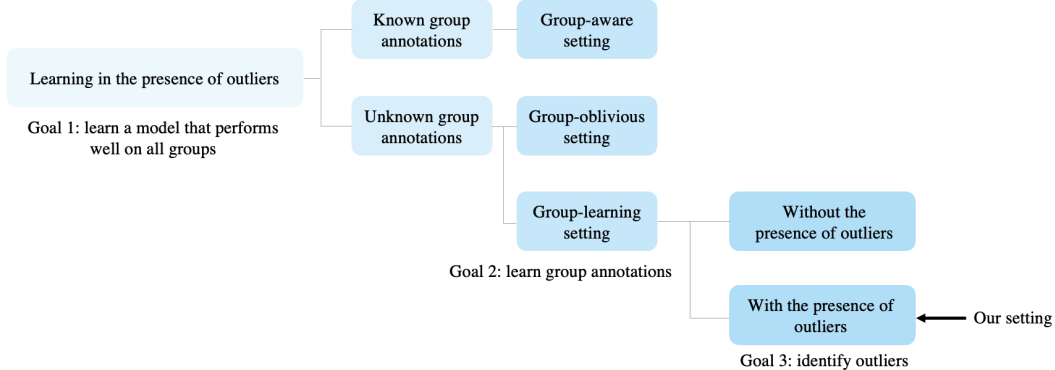 Known group
annotations
Group-aware
setting
Learning in the presence of outliers
Goal 1: learn a model that performs
well on all groups
Unknown group
annotations
Group-oblivious
setting
Group-learning
setting
Goal 2: learn group annotations
Without the
presence of outliers
With the presence of
outliers
Our setting
Goal 3: identify outliers